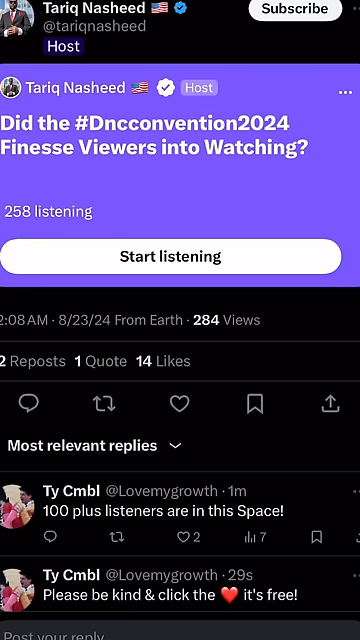 Tariq Nasheed 🇺🇸
Subscribe
@tariqnasheed
Host
Tariq Nasheed 🇺🇸 Host
Did the #Dncconvention2024
Finesse Viewers into Watching?
258 listening
Start listening
2:08 AM · 8/23/24 From Earth · 284 Views
2 Reposts 1 Quote 14 Likes
Most relevant replies
Ty Cmbl @Lovemygrowth · 1m
100 plus listeners are in this Space!
2 7
Ty Cmbl @Lovemygrowth · 29s
Please be kind & click the ❤️ it's free!
Post your reply